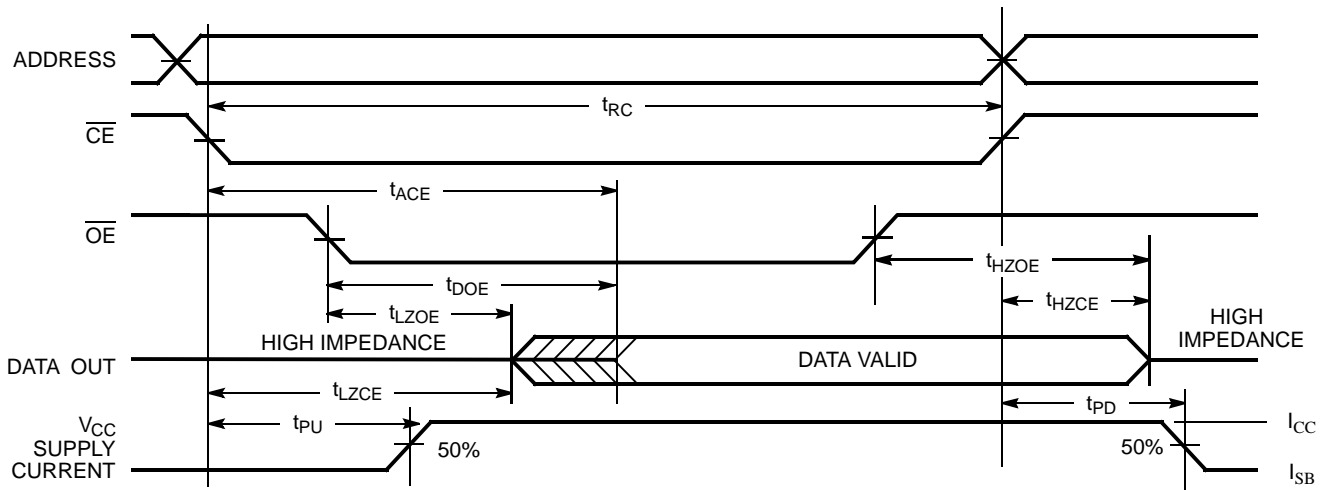 ADDRESS
tRC
CE
tACE
OE
tHZOE
tDOE
tHZCE
tLZOE
HIGH IMPEDANCE
HIGH
IMPEDANCE
DATA OUT
DATA VALID
tLZCE
tPU
tPD
VCC
SUPPLY
CURRENT
50%
50%
ICC
ISB